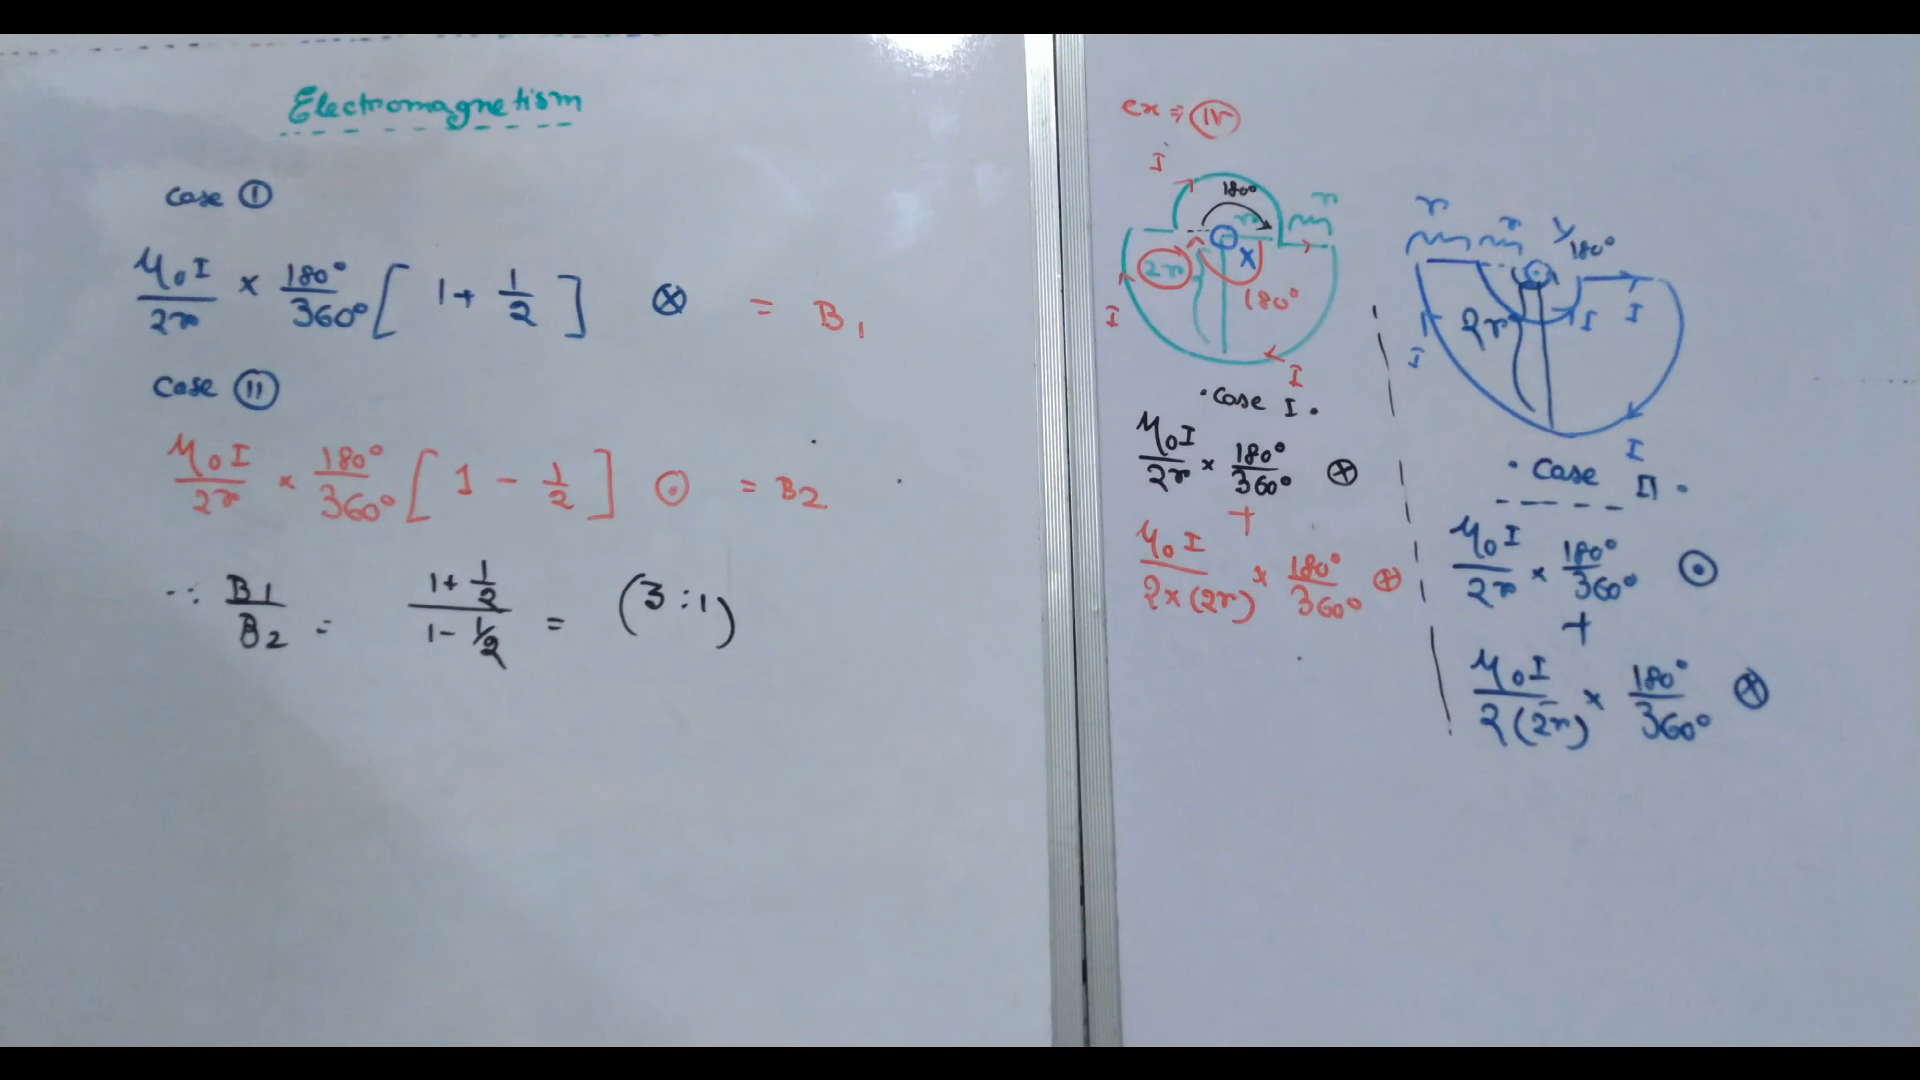 Electromagnetism
Case I
μ₀I/2r × 180°/360° [ 1 + 1/2 ] ⊗ = B₁
Case II
μ₀I/2r × 180°/360° [ 1 - 1/2 ] ⊙ = B₂
∴ B₁/B₂ = (1 + 1/2)/(1 - 1/2) = (3:1)
ex ⇒ IV
I
180°
r
r
2r
X
180°
I
I
• Case I •
μ₀I/2r × 180°/360° ⊗
+
μ₀I/2×(2r) × 180°/360° ⊗
r
r
Y
180°
2r
I
I
I
I
• Case II •
μ₀I/2r × 180°/360° ⊙
+
μ₀I/2(2r) × 180°/360° ⊗